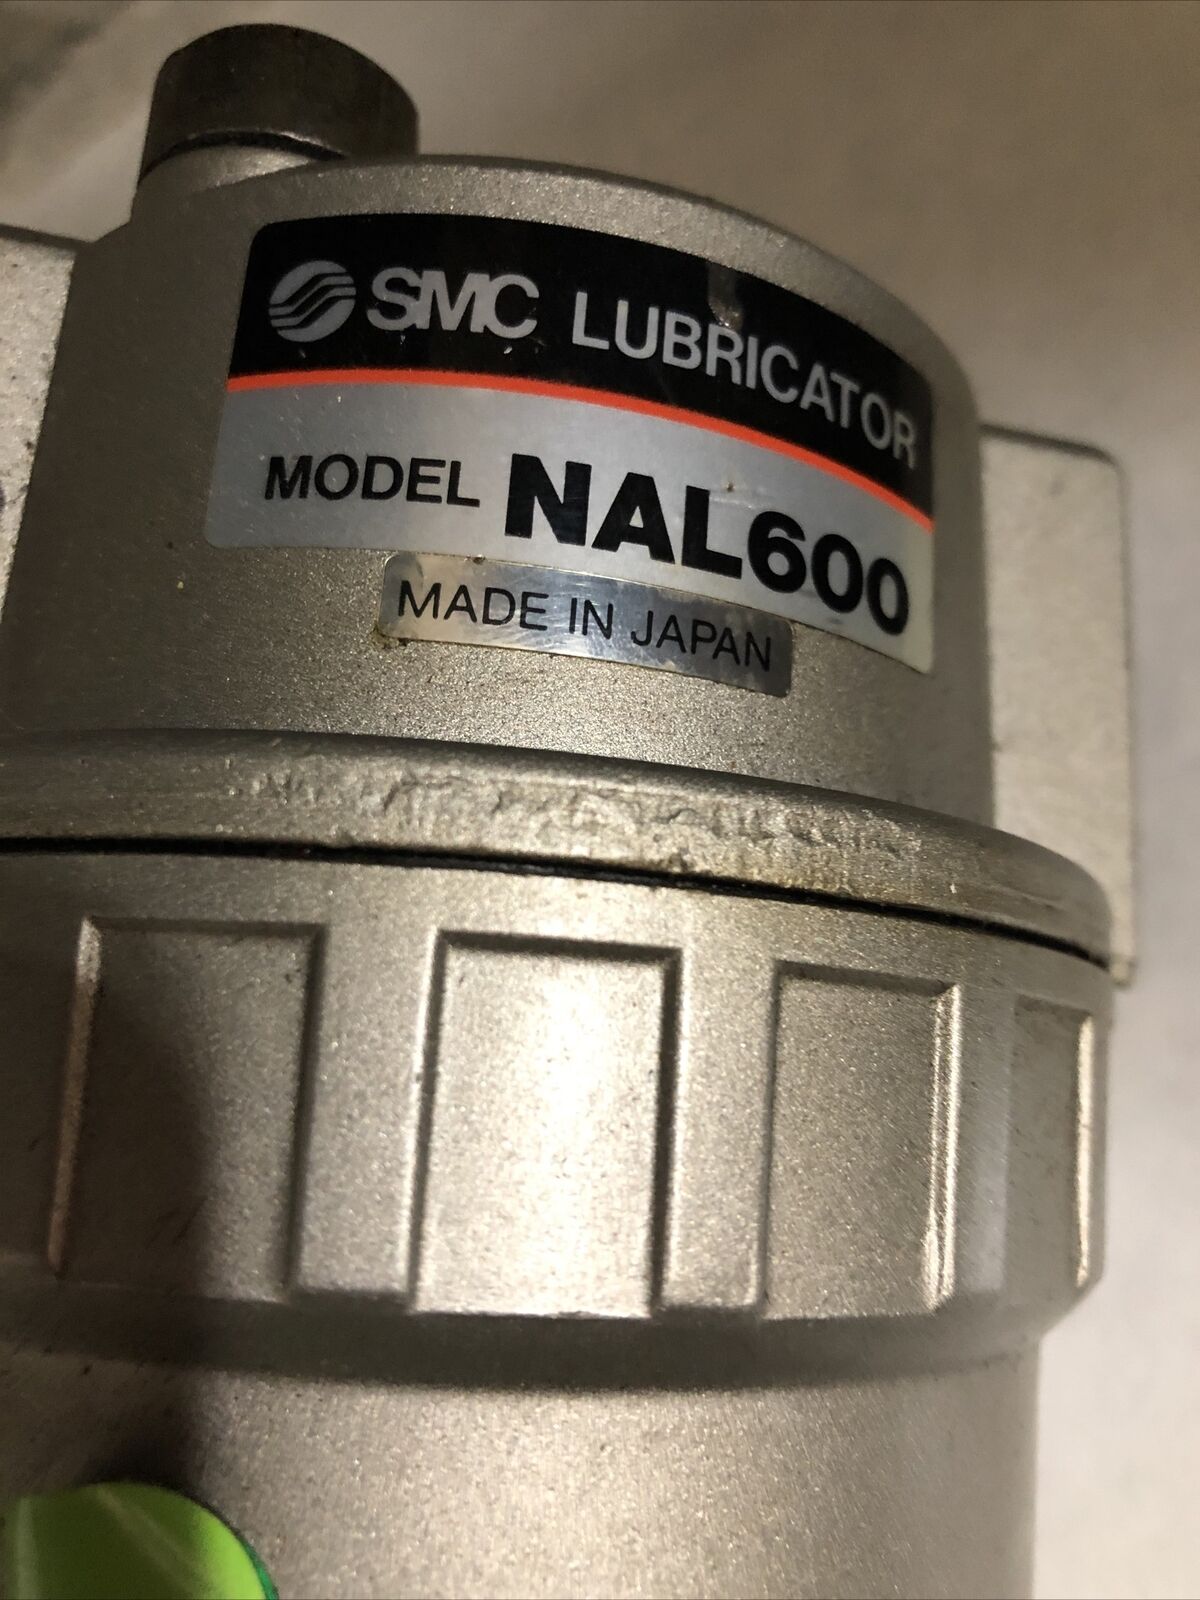 SMC LUBRICATOR
MODEL NAL600
MADE IN JAPAN